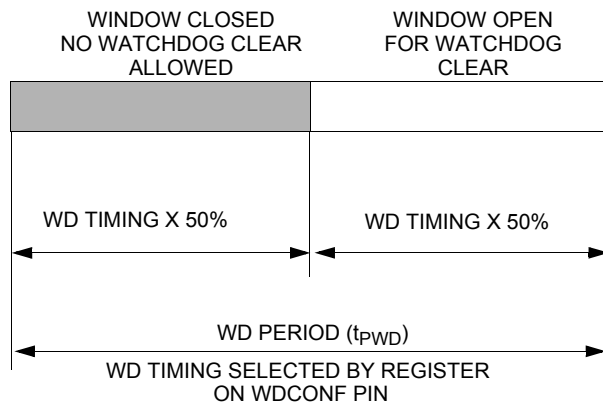 WINDOW CLOSED
NO WATCHDOG CLEAR
ALLOWED
WINDOW OPEN
FOR WATCHDOG
CLEAR
WD TIMING X 50%
WD TIMING X 50%
WD PERIOD (tPWD)
WD TIMING SELECTED BY REGISTER
ON WDCONF PIN